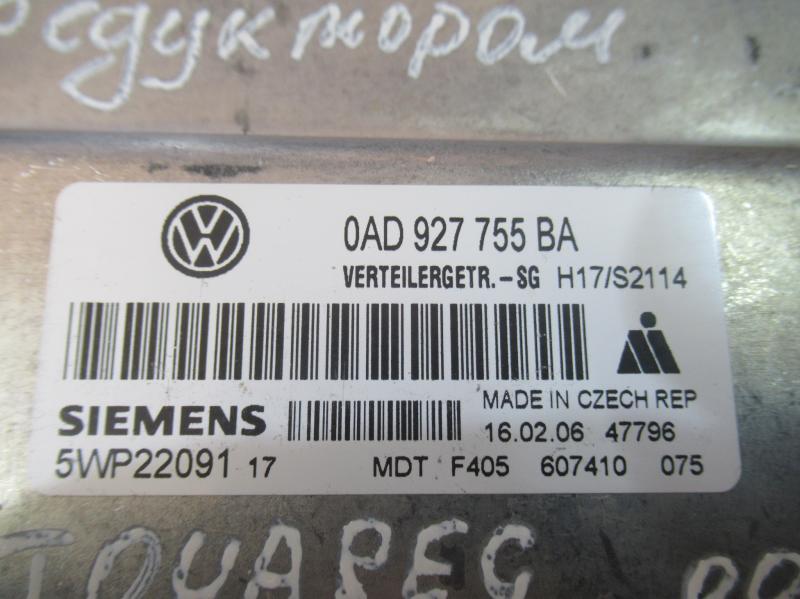 редуктором
0AD 927 755 BA
VERTEILERGETR.-SG H17/S2114
SIEMENS
MADE IN CZECH REP
16.02.06 47796
5WP22091 17
MDT F405 607410 075
TOUAREG